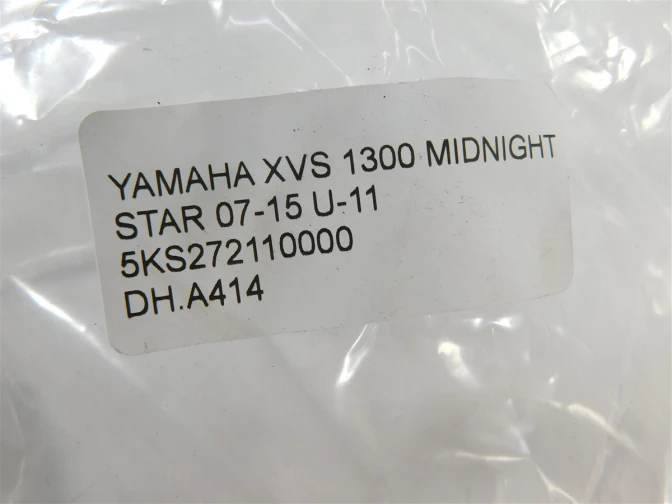 YAMAHA XVS 1300 MIDNIGHT
STAR 07-15 U-11
5KS272110000
DH.A414